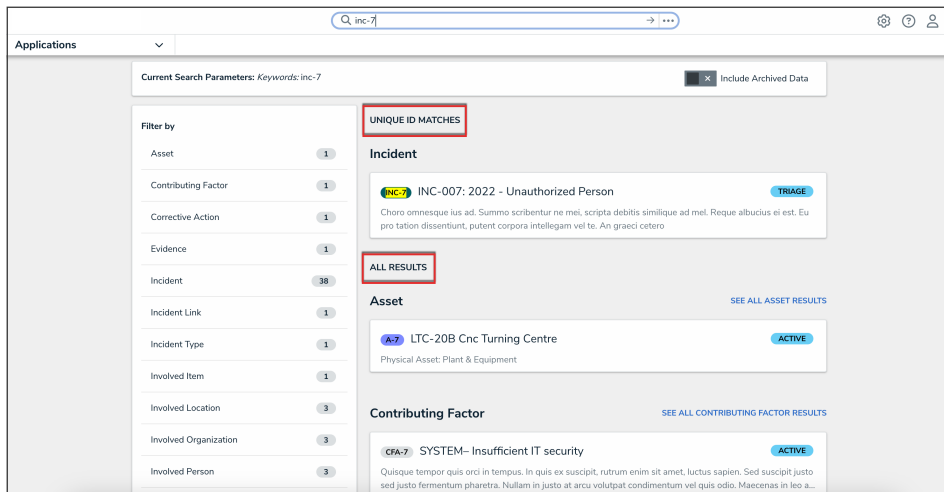 inc-7
Applications
Current Search Parameters: Keywords: inc-7
Include Archived Data
Filter by
Asset 1
Contributing Factor 1
Corrective Action 1
Evidence 1
Incident 38
Incident Link 1
Incident Type 1
Involved Item 1
Involved Location 3
Involved Organization 3
Involved Person 3
UNIQUE ID MATCHES
Incident
INC-7 INC-007: 2022 - Unauthorized Person TRIAGE
Choro omnesque ius ad. Summo scribentur ne mei, scripta debitis similique ad mel. Reque albucius ei est. Eu
pro tation dissentiunt, putent corpora intellegam vel te. An graeci cetero
ALL RESULTS
Asset SEE ALL ASSET RESULTS
A-7 LTC-20B Cnc Turning Centre ACTIVE
Physical Asset: Plant & Equipment
Contributing Factor SEE ALL CONTRIBUTING FACTOR RESULTS
CFA-7 SYSTEM– Insufficient IT security ACTIVE
Quisque tempor quis orci in tempus. In quis ex suscipit, rutrum enim sit amet, luctus sapien. Sed suscipit justo
sed justo fermentum pharetra. Nullam in justo at arcu volutpat condimentum vel quis odio. Maecenas in leo a...